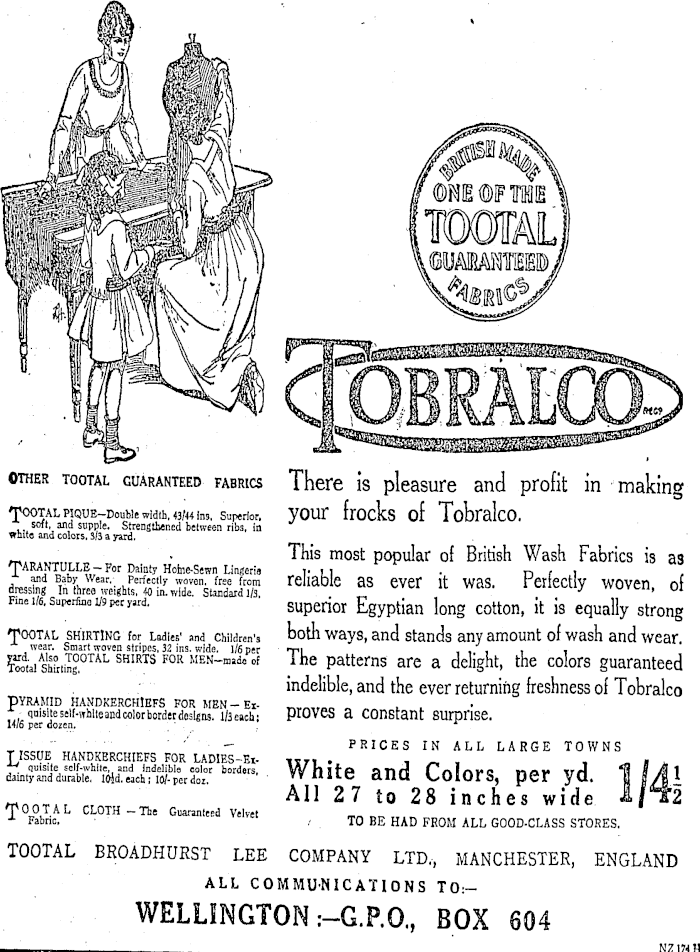 BRITISH MADE
ONE OF THE
TOOTAL
GUARANTEED
FABRICS
TOBRALCO
OTHER TOOTAL GUARANTEED FABRICS
TOOTAL PIQUE—Double width, 43/44 ins. Superior,
soft, and supple. Strengthened between ribs, in
white and colors, 3/3 a yard.
TARANTULLE — For Dainty Home-Sewn Lingerie
and Baby Wear. Perfectly woven, free from
dressing In three weights, 40 in. wide. Standard 1/3,
Fine 1/6, Superfine 1/9 per yard.
TOOTAL SHIRTING for Ladies' and Children's
wear. Smart woven stripes, 32 ins. wide. 1/6 per
yard. Also TOOTAL SHIRTS FOR MEN—made of
Tootal Shirting.
PYRAMID HANDKERCHIEFS FOR MEN — Ex-
quisite self-white and color border designs. 1/3 each;
14/6 per dozen.
LISSUE HANDKERCHIEFS FOR LADIES—Ex-
quisite self-white, and indelible color borders,
dainty and durable. 10½d. each; 10/- per doz.
TOOTAL CLOTH — The Guaranteed Velvet
Fabric.
There is pleasure and profit in making
your frocks of Tobralco.
This most popular of British Wash Fabrics is as
reliable as ever it was. Perfectly woven, of
superior Egyptian long cotton, it is equally strong
both ways, and stands any amount of wash and wear.
The patterns are a delight, the colors guaranteed
indelible, and the ever returning freshness of Tobralco
proves a constant surprise.
PRICES IN ALL LARGE TOWNS
White and Colors, per yd.
All 27 to 28 inches wide 1/4½
TO BE HAD FROM ALL GOOD-CLASS STORES.
TOOTAL BROADHURST LEE COMPANY LTD., MANCHESTER, ENGLAND
ALL COMMUNICATIONS TO:—
WELLINGTON:—G.P.O., BOX 604
NZ 174 11